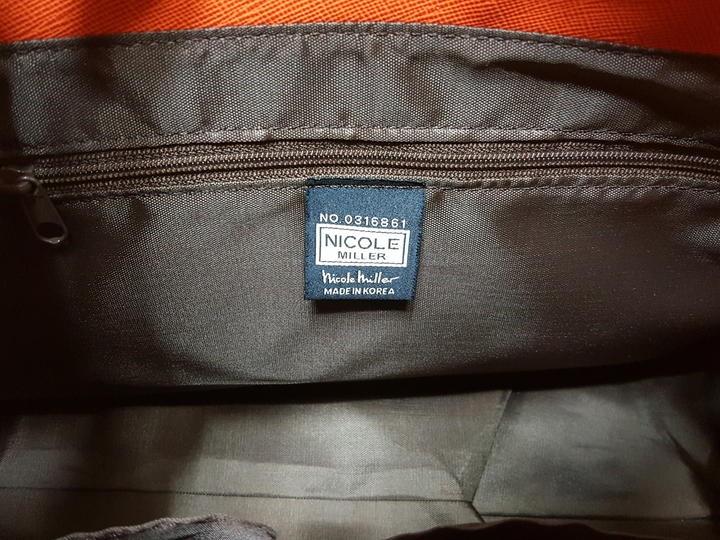 NO.0316861
NICOLE
MILLER
Nicole Miller
MADE IN KOREA